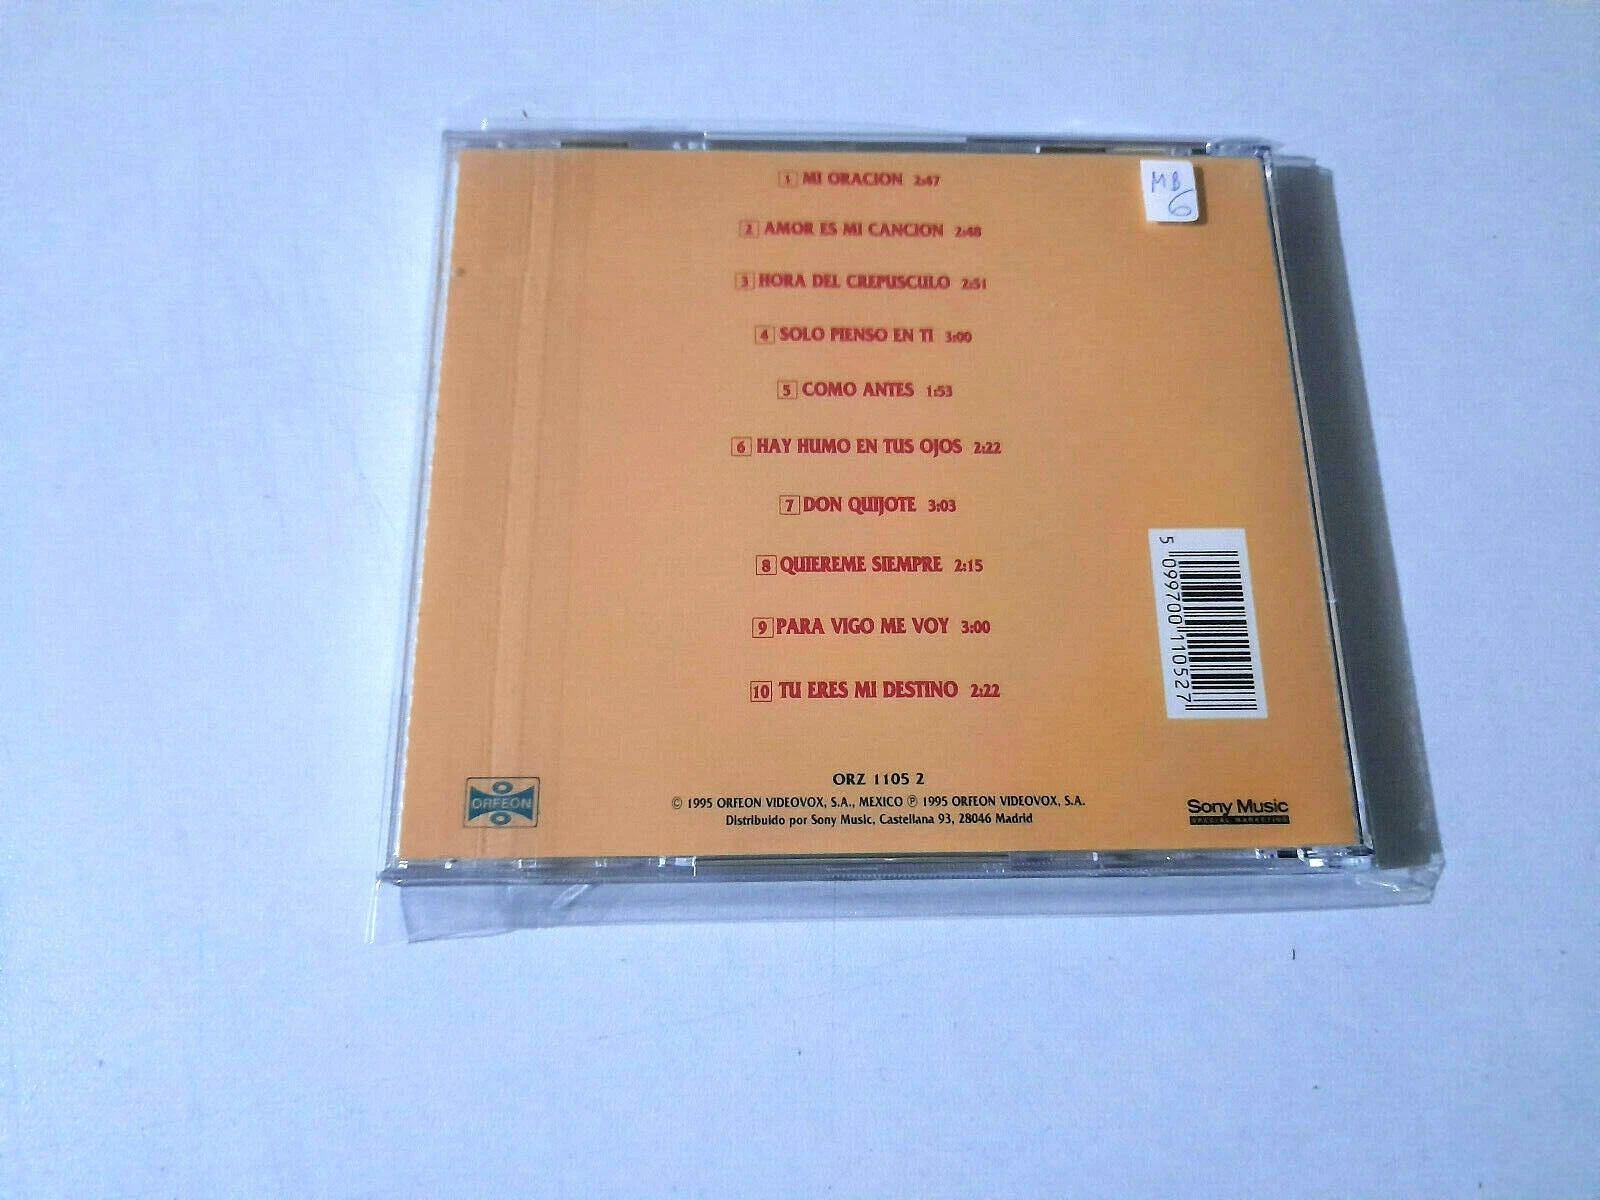 1 MI ORACION 2:47
MB
6
2 AMOR ES MI CANCION 2:48
3 HORA DEL CREPUSCULO 2:51
4 SOLO PIENSO EN TI 3:00
5 COMO ANTES 1:53
6 HAY HUMO EN TUS OJOS 2:22
7 DON QUIJOTE 3:03
8 QUIEREME SIEMPRE 2:15
9 PARA VIGO ME VOY 3:00
10 TU ERES MI DESTINO 2:22
5 099700 110527
ORFEON
ORZ 1105 2
© 1995 ORFEON VIDEOVOX, S.A., MEXICO ℗ 1995 ORFEON VIDEOVOX, S.A.
Distribuido por Sony Music, Castellana 93, 28046 Madrid
Sony Music
SPECIAL MARKETING